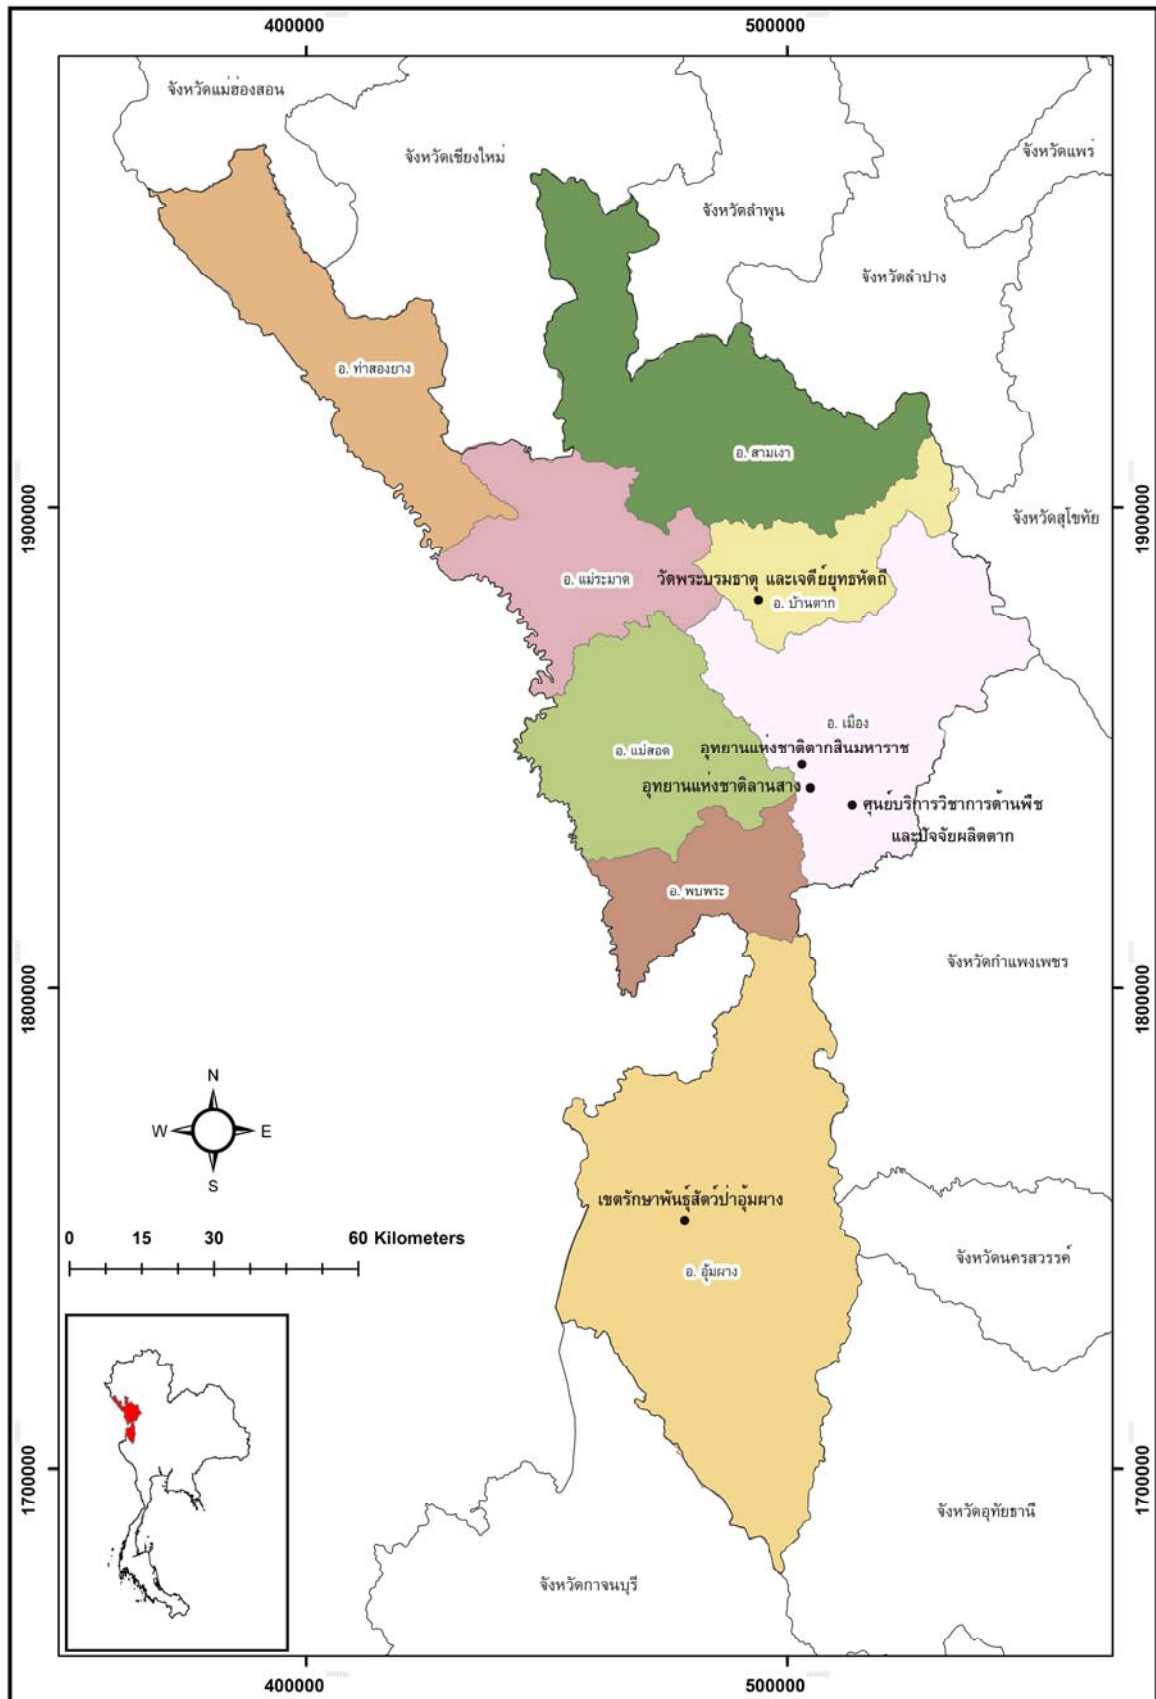 400000 500000
จังหวัดแม่ฮ่องสอน
จังหวัดเชียงใหม่
จังหวัดแพร่
จังหวัดลำพูน
จังหวัดลำปาง
อ. ท่าสองยาง
อ. สามเงา
1900000 1900000
จังหวัดสุโขทัย
อ. แม่ระมาด
วัดพระบรมธาตุ และเจดีย์ยุทธหัตถี
อ. บ้านตาก
อ. เมือง
อ. แม่สอด
อุทยานแห่งชาติตากสินมหาราช
อุทยานแห่งชาติลานสาง
ศูนย์บริการวิชาการด้านพืช
และปัจจัยผลิตตาก
อ. พบพระ
จังหวัดกำแพงเพชร
1800000 1800000
N
W E
S
เขตรักษาพันธุ์สัตว์ป่าอุ้มผาง
0 15 30 60 Kilometers
จังหวัดนครสวรรค์
อ. อุ้มผาง
1700000 1700000
จังหวัดอุทัยธานี
จังหวัดกาจนบุรี
400000 500000